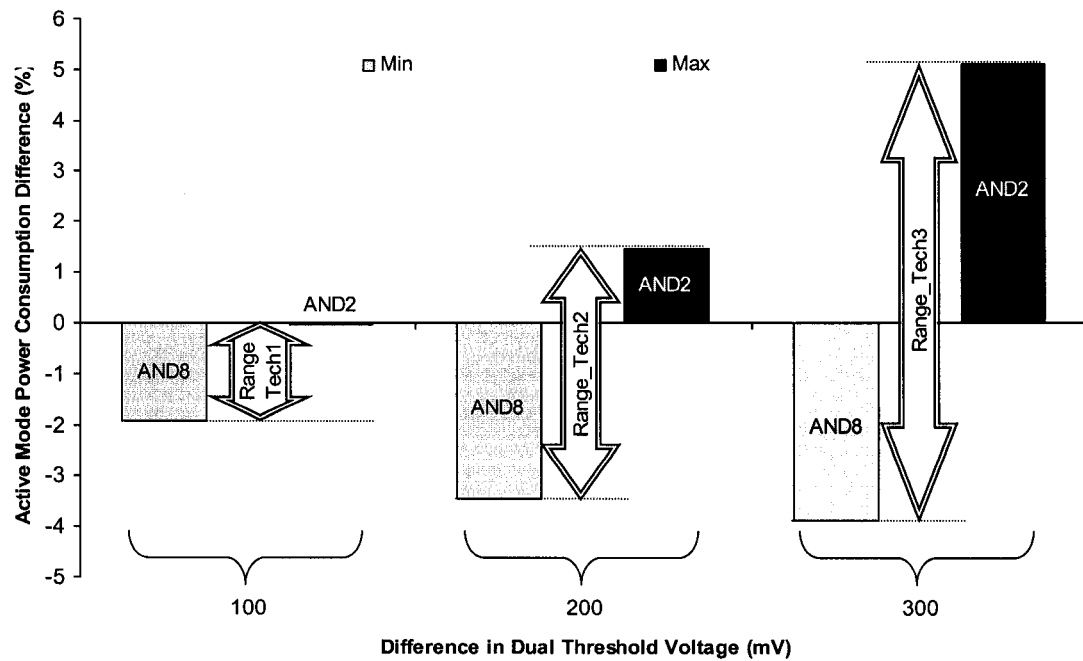 Active Mode Power Consumption Difference (%)
6
5
4
3
2
1
0
-1
-2
-3
-4
-5
Min
Max
AND8
Range
Tech1
AND2
AND8
Range_Tech2
AND2
AND8
Range_Tech3
AND2
100
200
300
Difference in Dual Threshold Voltage (mV)